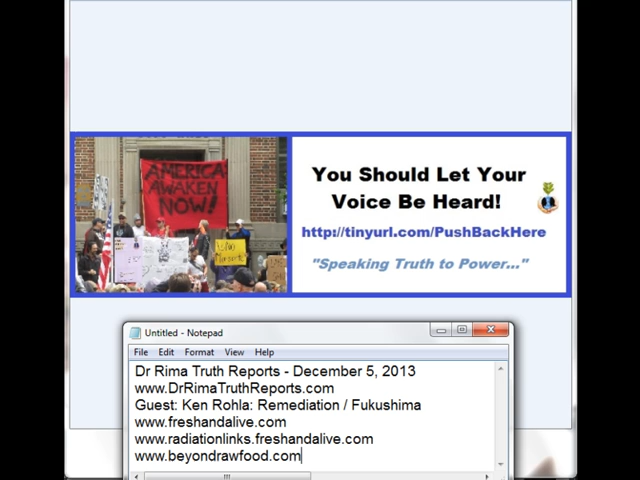 AMERICA
AWAKEN
NOW!
You Should Let Your
Voice Be Heard!
http://tinyurl.com/PushBackHere
"Speaking Truth to Power..."
Untitled - Notepad
File Edit Format View Help
Dr Rima Truth Reports - December 5, 2013
www.DrRimaTruthReports.com
Guest: Ken Rohla: Remediation / Fukushima
www.freshandalive.com
www.radiationlinks.freshandalive.com
www.beyondrawfood.com